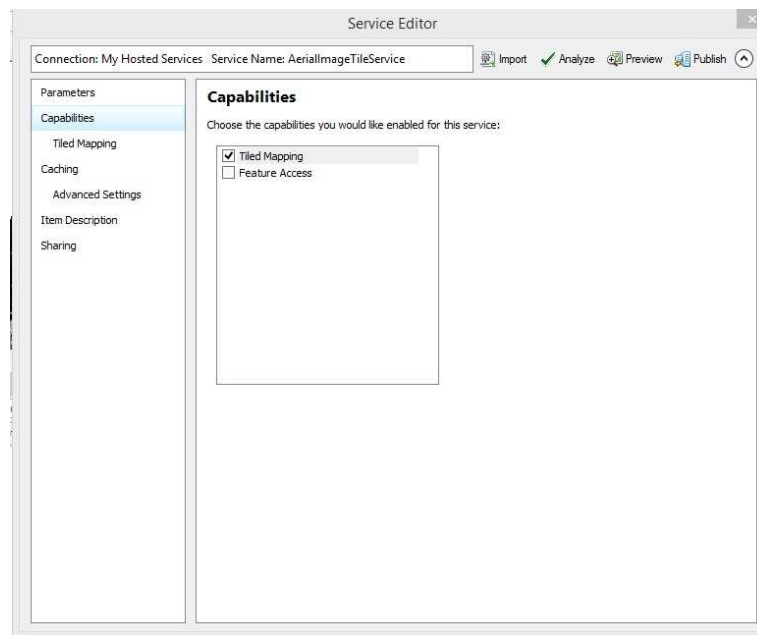 Service Editor
Connection: My Hosted Services Service Name: AerialImageTileService
Import
Analyze
Preview
Publish
Parameters
Capabilities
Tiled Mapping
Caching
Advanced Settings
Item Description
Sharing
Capabilities
Choose the capabilities you would like enabled for this service:
Tiled Mapping
Feature Access